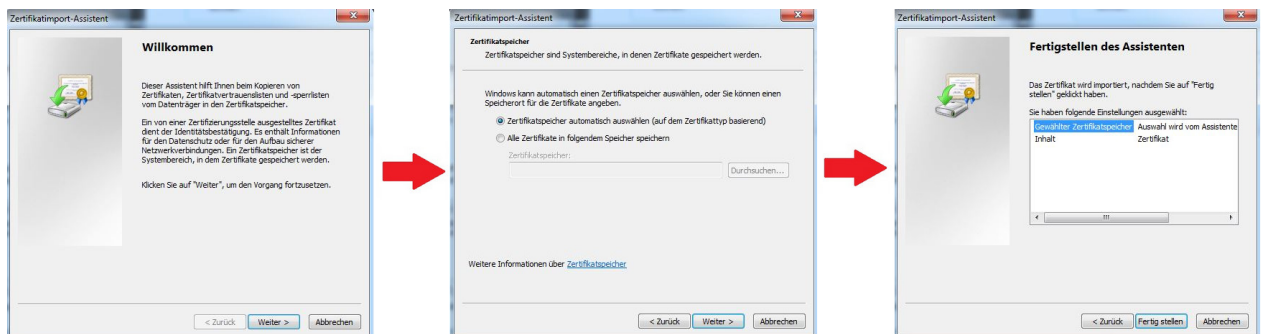 Zertifikatimport-Assistent
Willkommen
Dieser Assistent hilft Ihnen beim Kopieren von
Zertifikaten, Zertifikatvertrauenslisten und -sperrlisten
vom Datenträger in den Zertifikatspeicher.
Ein von einer Zertifizierungsstelle ausgestelltes Zertifikat
dient der Identitätsbestätigung. Es enthält Informationen
für den Datenschutz oder für den Aufbau sicherer
Netzwerkverbindungen. Ein Zertifikatspeicher ist der
Systembereich, in dem Zertifikate gespeichert werden.
Klicken Sie auf "Weiter", um den Vorgang fortzusetzen.
< Zurück Weiter > Abbrechen
Zertifikatimport-Assistent
Zertifikatspeicher
Zertifikatspeicher sind Systembereiche, in denen Zertifikate gespeichert werden.
Windows kann automatisch einen Zertifikatspeicher auswählen, oder Sie können einen
Speicherort für die Zertifikate angeben.
Zertifikatspeicher automatisch auswählen (auf dem Zertifikattyp basierend)
Alle Zertifikate in folgendem Speicher speichern
Zertifikatspeicher:
Durchsuchen...
Weitere Informationen über Zertifikatspeicher
< Zurück Weiter > Abbrechen
Zertifikatimport-Assistent
Fertigstellen des Assistenten
Das Zertifikat wird importiert, nachdem Sie auf "Fertig
stellen" geklickt haben.
Sie haben folgende Einstellungen ausgewählt:
Gewählter Zertifikatspeicher Auswahl wird vom Assistente
Inhalt Zertifikat
< Zurück Fertig stellen Abbrechen